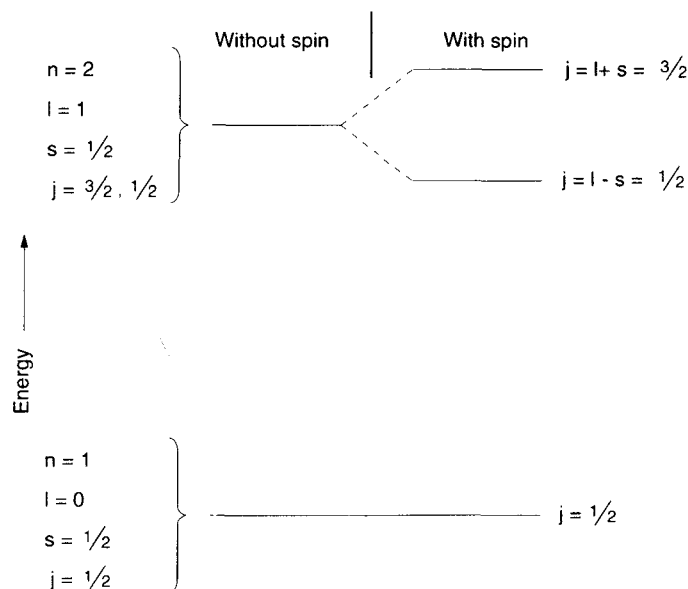 Without spin
With spin
n = 2
l = 1
s = 1/2
j = 3/2 , 1/2
j = l+ s = 3/2
j = l - s = 1/2
Energy
n = 1
l = 0
s = 1/2
j = 1/2
j = 1/2